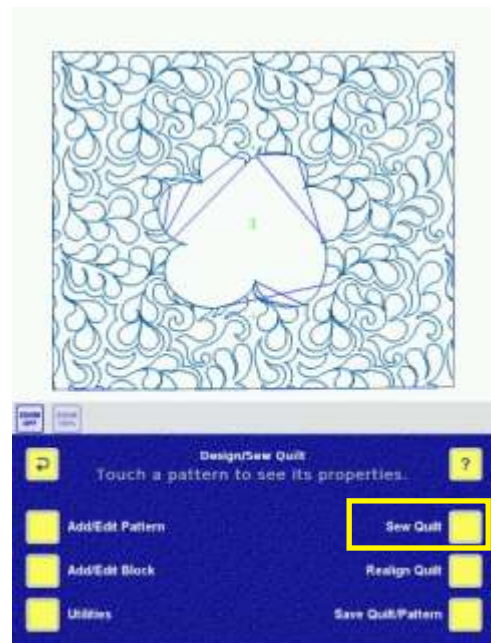 1
Design/Sew Quilt
Touch a pattern to see its properties.
?
Add/Edit Pattern
Sew Quilt
Add/Edit Block
Realign Quilt
Utilities
Save Quilt/Pattern